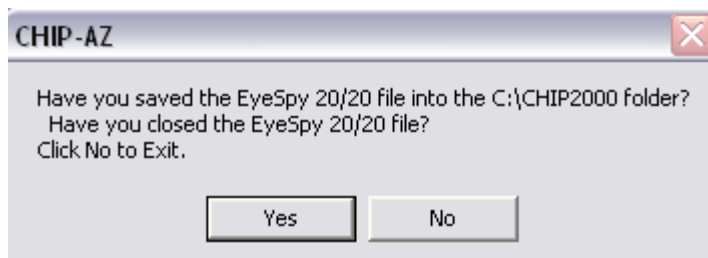 CHIP-AZ
Have you saved the EyeSpy 20/20 file into the C:\CHIP2000 folder?
Have you closed the EyeSpy 20/20 file?
Click No to Exit.
Yes No